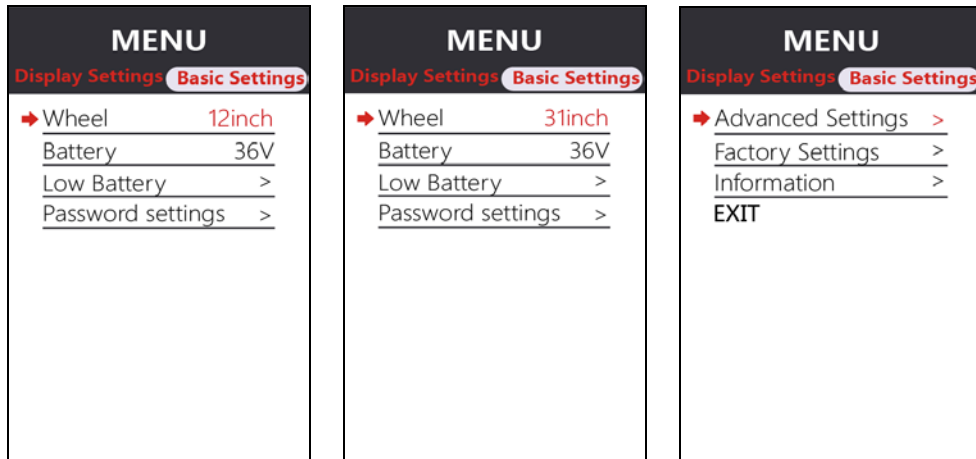 MENU
Display Settings Basic Settings
Wheel 12inch
Battery 36V
Low Battery >
Password settings >
MENU
Display Settings Basic Settings
Wheel 31inch
Battery 36V
Low Battery >
Password settings >
MENU
Display Settings Basic Settings
Advanced Settings >
Factory Settings >
Information >
EXIT